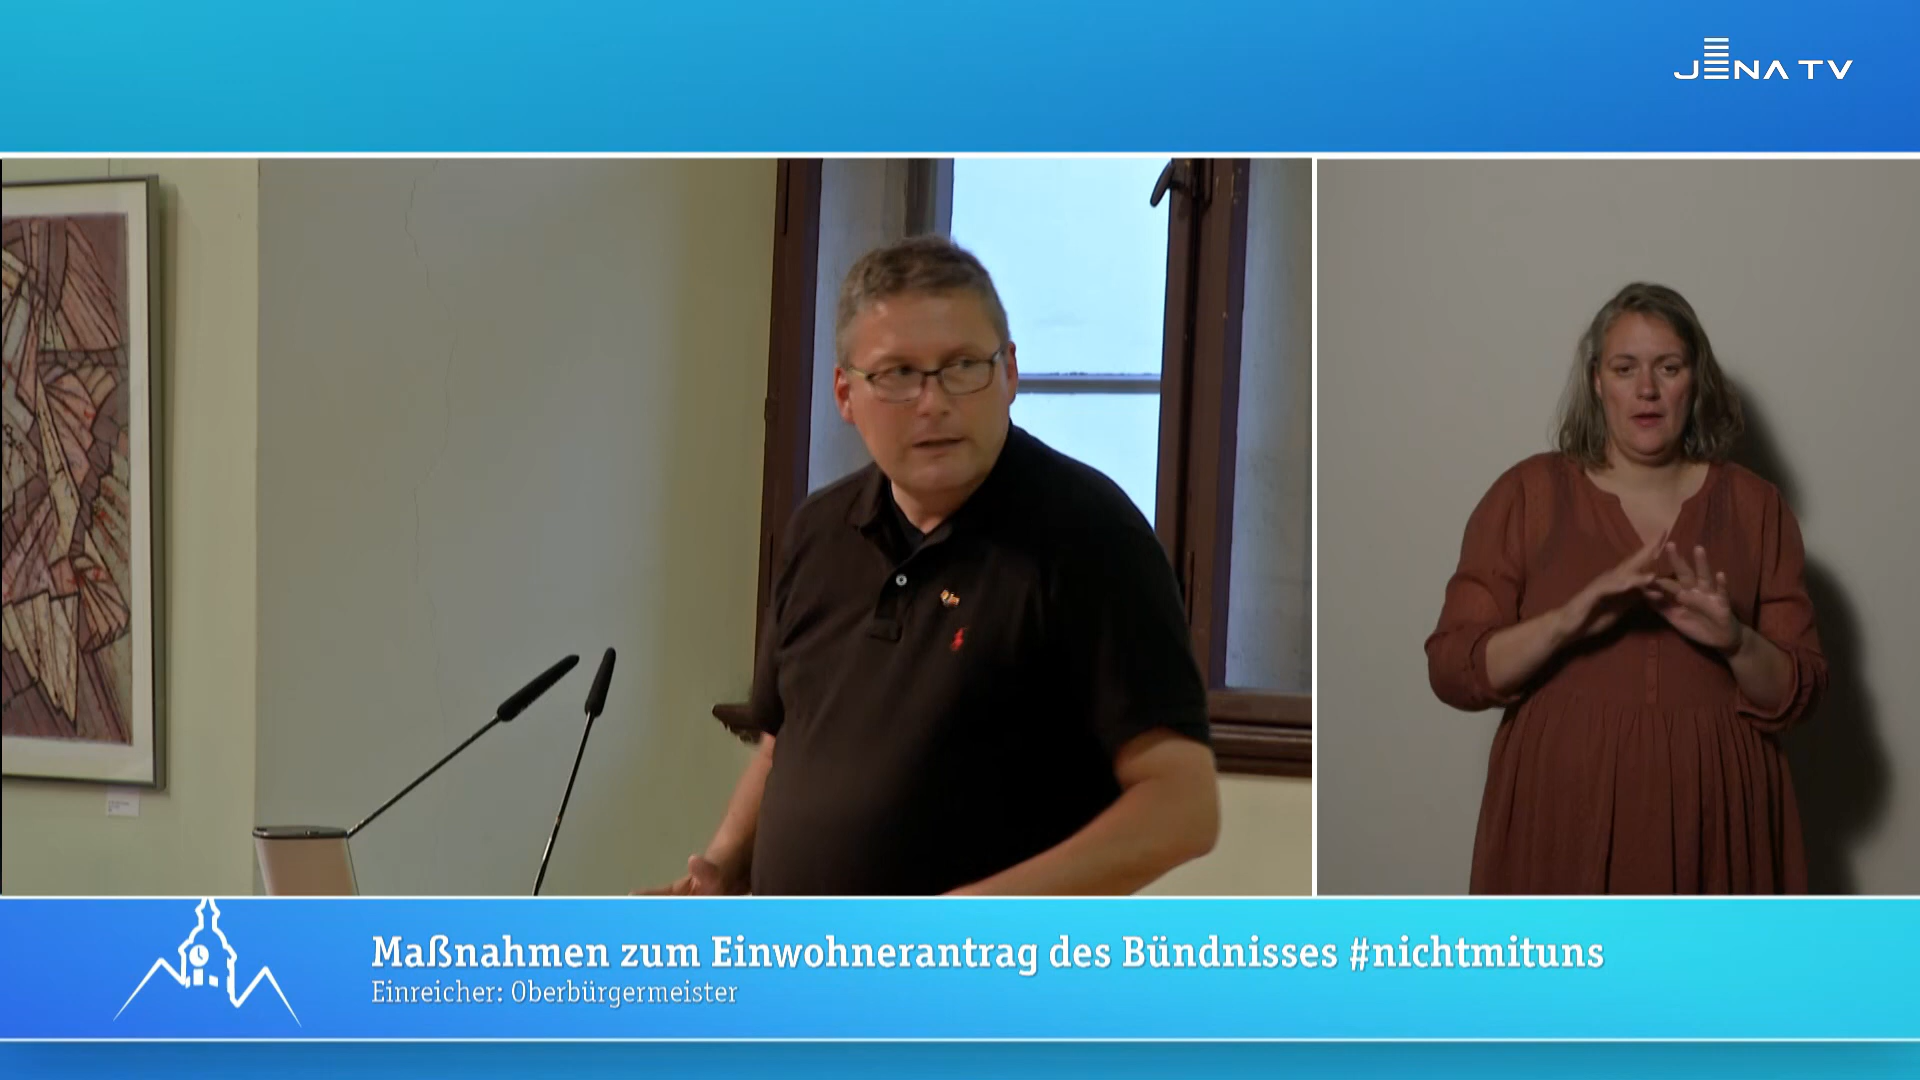 JENA TV
Maßnahmen zum Einwohnerantrag des Bündnisses #nichtmituns
Einreicher: Oberbürgermeister